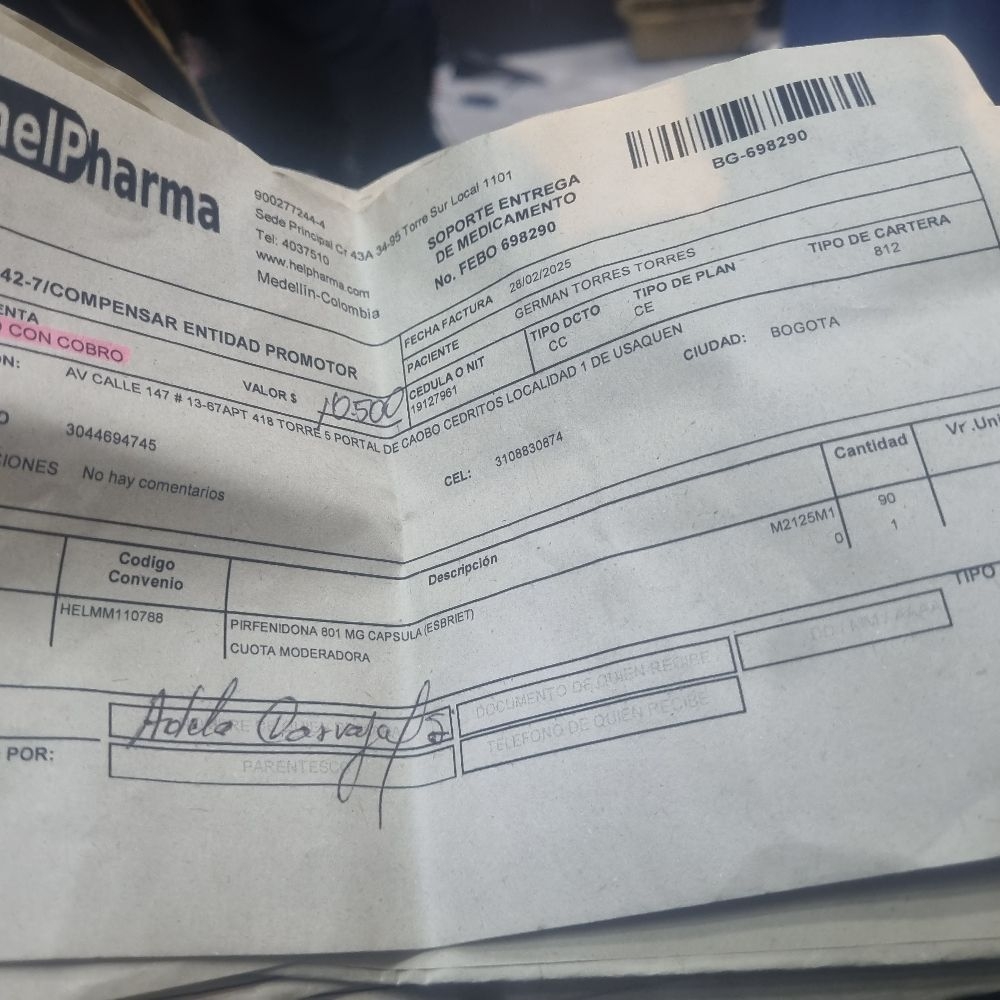 helPharma
900277244-4
Sede Principal Cr 43A 34-95 Torre Sur Local 1101
Tel: 4037510
www.helpharma.com
Medellin-Colombia
SOPORTE ENTREGA
DE MEDICAMENTO
No. FEBO 698290
BG-698290
FECHA FACTURA 28/02/2025
PACIENTE GERMAN TORRES TORRES
CEDULA O NIT
19127961
TIPO DCTO
CC
TIPO DE PLAN
CE
TIPO DE CARTERA
812
42-7/COMPENSAR ENTIDAD PROMOTOR
CON COBRO
VALOR $ 10.500
AV CALLE 147 # 13-67APT 418 TORRE 5 PORTAL DE CAOBO CEDRITOS LOCALIDAD 1 DE USAQUEN
CIUDAD: BOGOTA
3044694745
CEL: 3108830874
No hay comentarios
Codigo
Convenio
Descripción
Cantidad
HELMM110788
PIRFENIDONA 801 MG CAPSULA (ESBRIET)
M2125M1
90
CUOTA MODERADORA
0
1
TIPO
Adela
DOCUMENTO DE QUIEN RECIBE
DD / MM / AAAA
POR:
PARENTESCO
TELEFONO DE QUIEN RECIBE